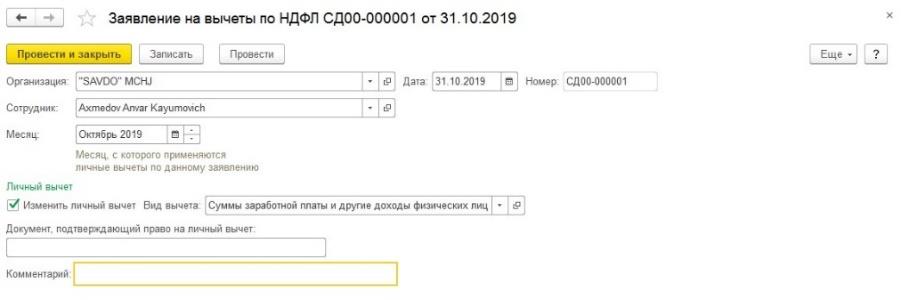 Заявление на вычеты по НДФЛ СД00-000001 от 31.10.2019
Провести и закрыть Записать Провести Еще ?
Организация: "SAVDO" MCHJ Дата: 31.10.2019 Номер: СД00-000001
Сотрудник: Axmedov Anvar Kayumovich
Месяц: Октябрь 2019
Месяц, с которого применяются
личные вычеты по данному заявлению
Личный вычет
Изменить личный вычет Вид вычета: Суммы заработной платы и другие доходы физических лиц
Документ, подтверждающий право на личный вычет:
Комментарий: